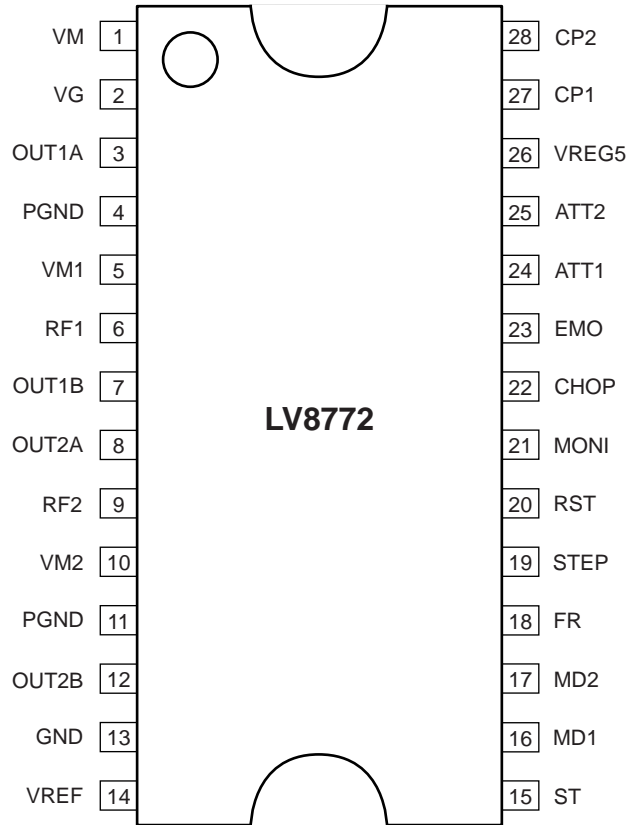 VM 1 28 CP2
VG 2 27 CP1
OUT1A 3 26 VREG5
PGND 4 25 ATT2
VM1 5 24 ATT1
RF1 6 23 EMO
OUT1B 7 22 CHOP
LV8772
OUT2A 8 21 MONI
RF2 9 20 RST
VM2 10 19 STEP
PGND 11 18 FR
OUT2B 12 17 MD2
GND 13 16 MD1
VREF 14 15 ST